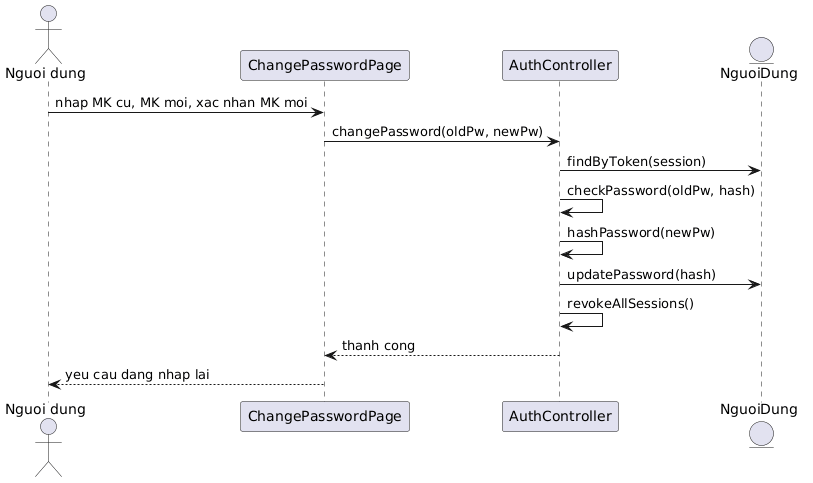 Nguoi dung
ChangePasswordPage
AuthController
NguoiDung
nhap MK cu, MK moi, xac nhan MK moi
changePassword(oldPw, newPw)
findByToken(session)
checkPassword(oldPw, hash)
hashPassword(newPw)
updatePassword(hash)
revokeAllSessions()
thanh cong
yeu cau dang nhap lai
Nguoi dung
ChangePasswordPage
AuthController
NguoiDung